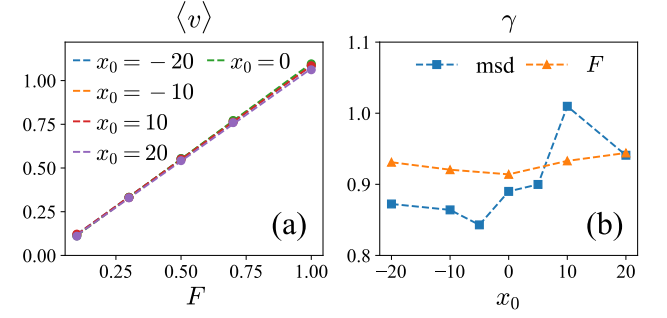 ⟨v⟩
x₀ = − 20
x₀ = 0
x₀ = − 10
x₀ = 10
x₀ = 20
1.00
0.75
0.50
0.25
0.00
0.25
0.50
0.75
1.00
F
(a)
γ
msd
F
1.1
1.0
0.9
0.8
−20
−10
0
10
20
x₀
(b)